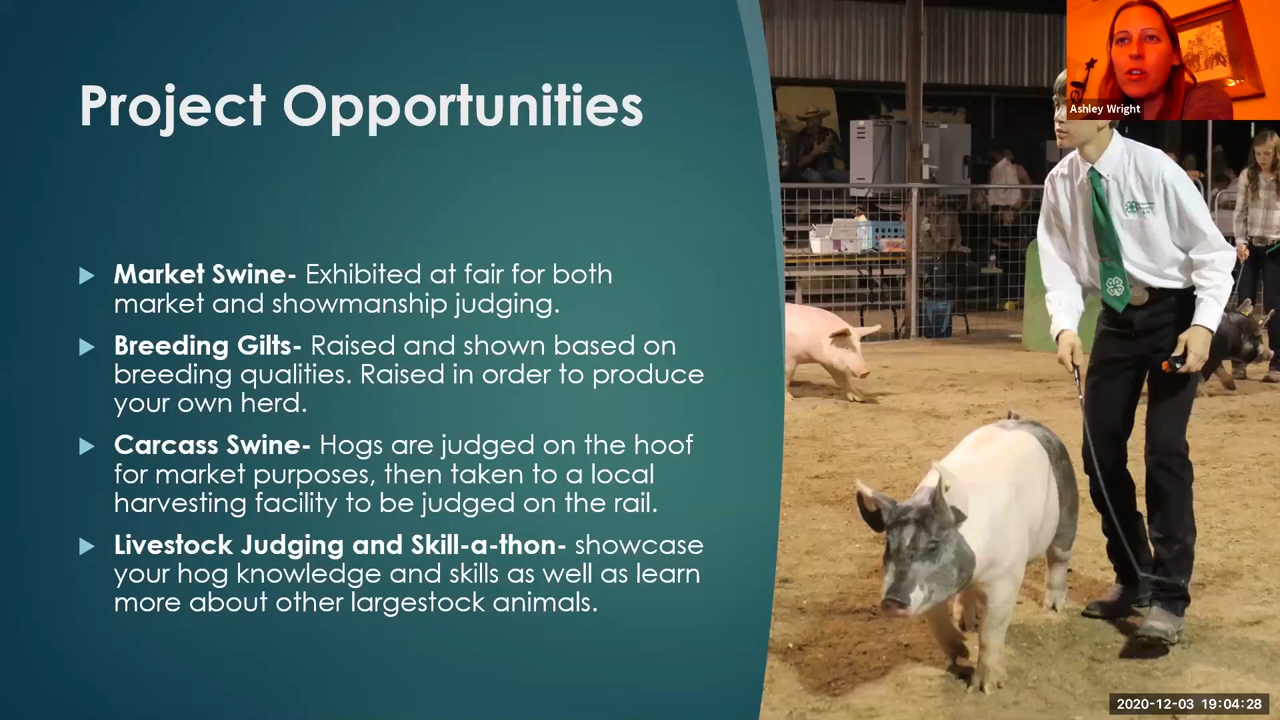 Project Opportunities
Market Swine- Exhibited at fair for both
market and showmanship judging.
Breeding Gilts- Raised and shown based on
breeding qualities. Raised in order to produce
your own herd.
Carcass Swine- Hogs are judged on the hoof
for market purposes, then taken to a local
harvesting facility to be judged on the rail.
Livestock Judging and Skill-a-thon- showcase
your hog knowledge and skills as well as learn
more about other largestock animals.
Ashley Wright
2020-12-03 19:04:28